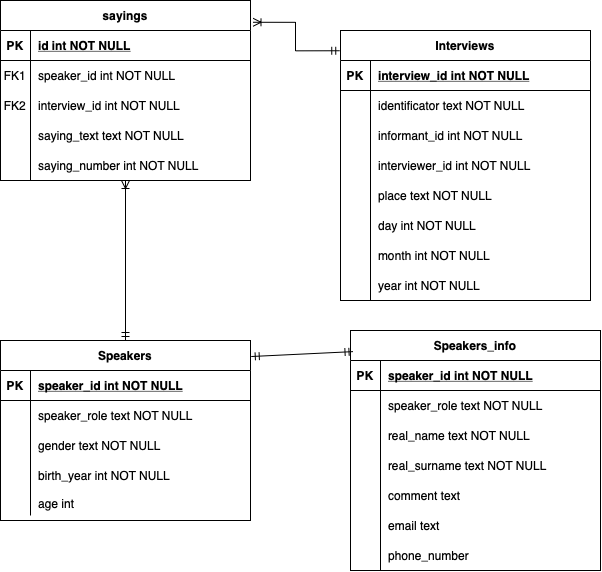 sayings
PK id int NOT NULL
FK1 speaker_id int NOT NULL
FK2 interview_id int NOT NULL
saying_text text NOT NULL
saying_number int NOT NULL
Interviews
PK interview_id int NOT NULL
identificator text NOT NULL
informant_id int NOT NULL
interviewer_id int NOT NULL
place text NOT NULL
day int NOT NULL
month int NOT NULL
year int NOT NULL
Speakers
PK speaker_id int NOT NULL
speaker_role text NOT NULL
gender text NOT NULL
birth_year int NOT NULL
age int
Speakers_info
PK speaker_id int NOT NULL
speaker_role text NOT NULL
real_name text NOT NULL
real_surname text NOT NULL
comment text
email text
phone_number